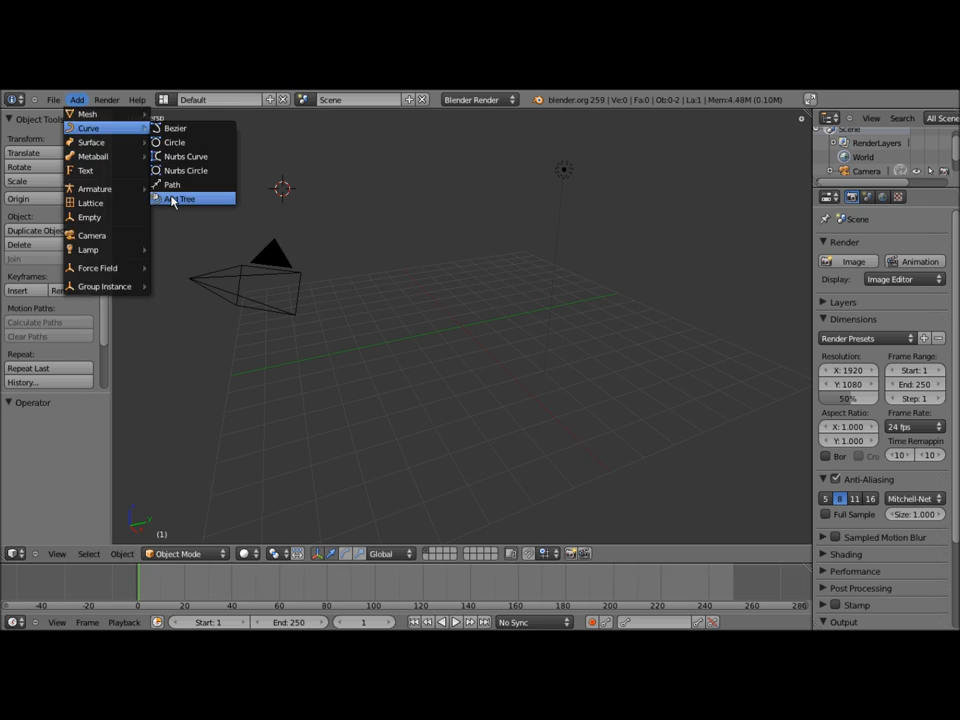 File Add Render Help Default Scene Blender Render blender.org 259 | Ve:0 | Fa:0 | Ob:0-2 | La:1 | Mem:4.48M (0.10M)
Object Tools
Transform:
Translate
Rotate
Scale
Origin
Object:
Duplicate Objec
Delete
Join
Keyframes:
Insert
Motion Paths:
Calculate Paths
Clear Paths
Repeat:
Repeat Last
History...
Operator
Mesh
Curve
Surface
Metaball
Text
Armature
Lattice
Empty
Camera
Lamp
Force Field
Group Instance
Bezier
Circle
Nurbs Curve
Nurbs Circle
Path
Tree
(1)
View Select Object Object Mode Global
-40 -20 0 20 40 60 80 100 120 140 160 180 200 220 240 260 280
View Frame Playback Start: 1 End: 250 1 No Sync
View Search All Scene
Scene
RenderLayers
World
Camera
Scene
Render
Image Animation
Display: Image Editor
Layers
Dimensions
Render Presets
Resolution: Frame Range:
X: 1920 Start: 1
Y: 1080 End: 250
50% Step: 1
Aspect Ratio: Frame Rate:
X: 1.000 24 fps
Y: 1.000 Time Remappin
Bor Cro 10 10
Anti-Aliasing
5 8 11 16 Mitchell-Net
Full Sample Size: 1.000
Sampled Motion Blur
Shading
Performance
Post Processing
Stamp
Output